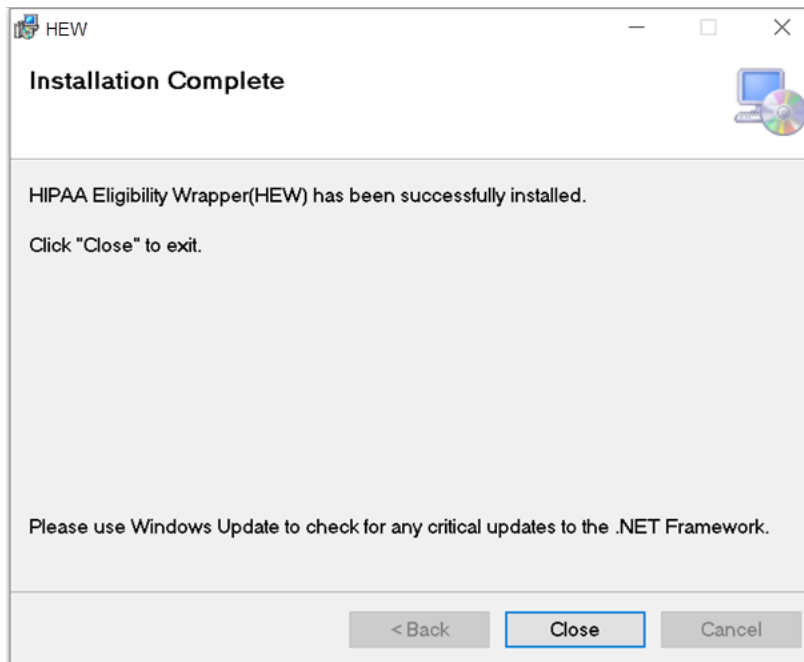 HEW
Installation Complete
HIPAA Eligibility Wrapper(HEW) has been successfully installed.
Click "Close" to exit.
Please use Windows Update to check for any critical updates to the .NET Framework.
< Back
Close
Cancel